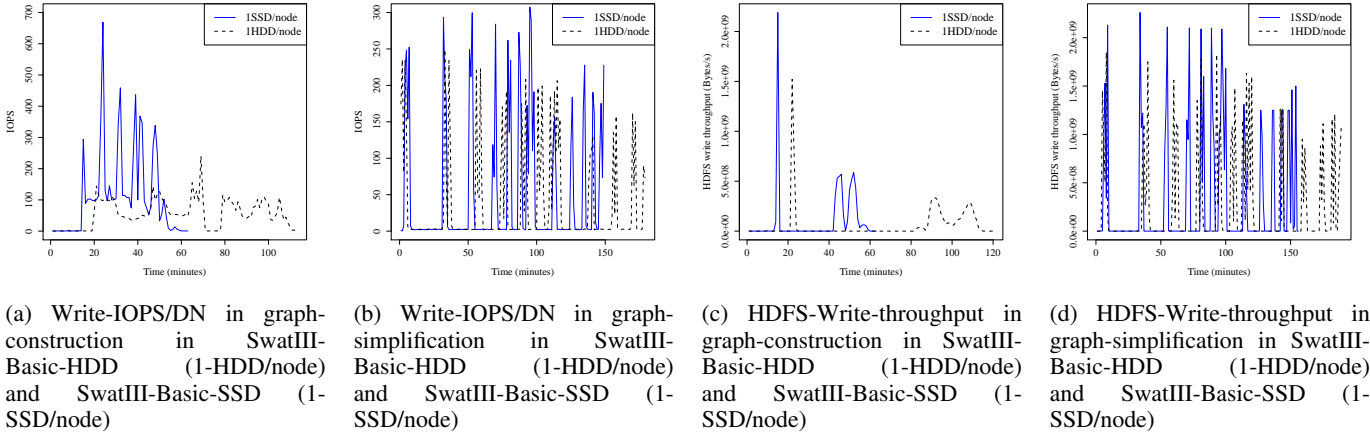 1SSD/node
1HDD/node
IOPS
700
600
500
400
300
200
100
0
0 20 40 60 80 100
Time (minutes)
1SSD/node
1HDD/node
IOPS
300
250
200
150
100
50
0
0 50 100 150
Time (minutes)
1SSD/node
1HDD/node
HDFS write throughput (Bytes/s)
2.0e+09
1.5e+09
1.0e+09
5.0e+08
0.0e+00
0 20 40 60 80 100 120
Time (minutes)
1SSD/node
1HDD/node
HDFS write throughput (Bytes/s)
2.0e+09
1.5e+09
1.0e+09
5.0e+08
0.0e+00
0 50 100 150
Time (minutes)
(a) Write-IOPS/DN in graph-
construction in SwatIII-
Basic-HDD (1-HDD/node)
and SwatIII-Basic-SSD (1-
SSD/node)
(b) Write-IOPS/DN in graph-
simplification in SwatIII-
Basic-HDD (1-HDD/node)
and SwatIII-Basic-SSD (1-
SSD/node)
(c) HDFS-Write-throughput in
graph-construction in SwatIII-
Basic-HDD (1-HDD/node)
and SwatIII-Basic-SSD (1-
SSD/node)
(d) HDFS-Write-throughput in
graph-simplification in SwatIII-
Basic-HDD (1-HDD/node)
and SwatIII-Basic-SSD (1-
SSD/node)